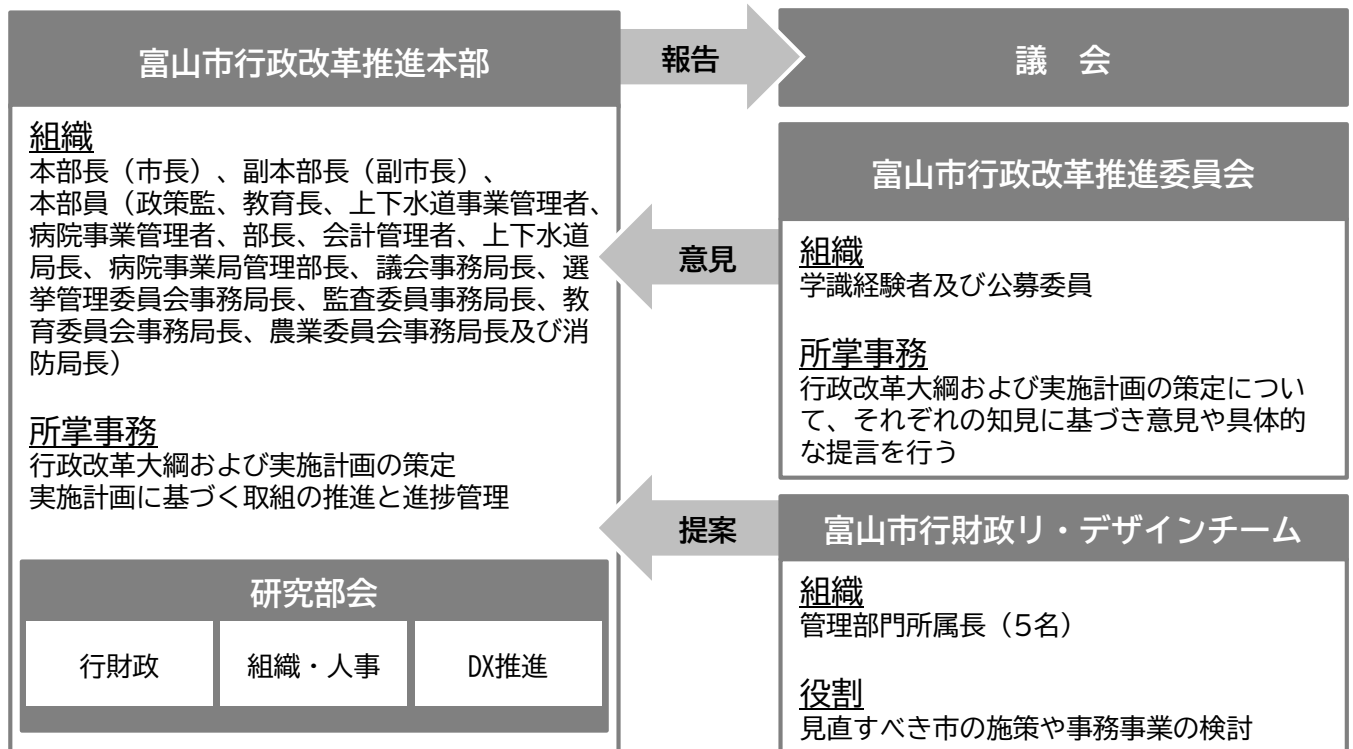 富山市行政改革推進本部
組織
本部長（市長）、副本部長（副市長）、
本部員（政策監、教育長、上下水道事業管理者、
病院事業管理者、部長、会計管理者、上下水道
局長、病院事業局管理部長、議会事務局長、選
挙管理委員会事務局長、監査委員事務局長、教
育委員会事務局長、農業委員会事務局長及び消
防局長）
所掌事務
行政改革大綱および実施計画の策定
実施計画に基づく取組の推進と進捗管理
研究部会
行財政
組織・人事
DX推進
報告
意見
提案
議　会
富山市行政改革推進委員会
組織
学識経験者及び公募委員
所掌事務
行政改革大綱および実施計画の策定につい
て、それぞれの知見に基づき意見や具体的
な提言を行う
富山市行財政リ・デザインチーム
組織
管理部門所属長（5名）
役割
見直すべき市の施策や事務事業の検討